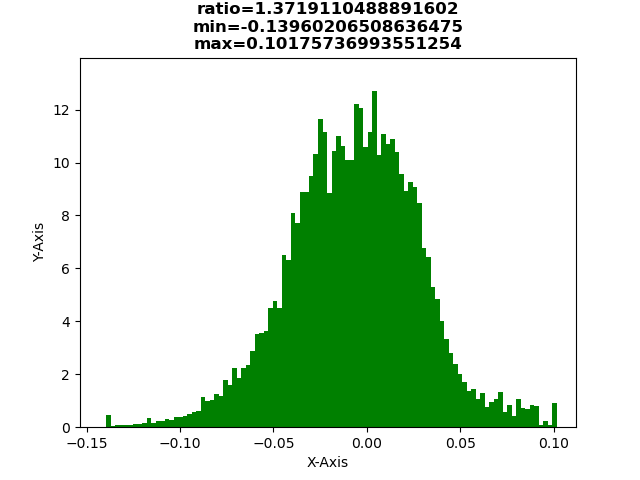 ratio=1.3719110488891602
min=-0.13960206508636475
max=0.10175736993551254
Y-Axis
12
10
8
6
4
2
0
−0.15
−0.10
−0.05
0.00
0.05
0.10
X-Axis